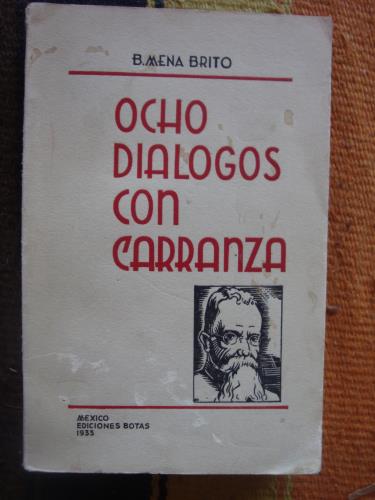 B. MENA BRITO
OCHO
DIALOGOS
CON
CARRANZA
MEXICO
EDICIONES BOTAS
1933